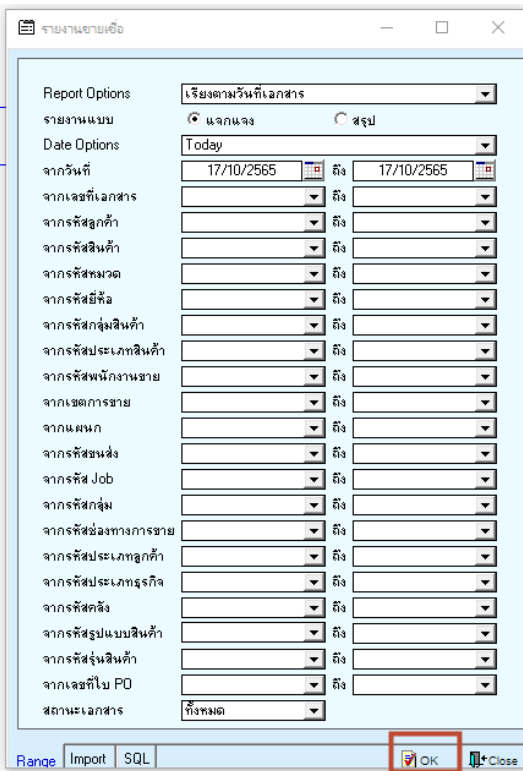 รายงานขายเชื่อ
Report Options เรียงตามวันที่เอกสาร
รายงานแบบ แจกแจง สรุป
Date Options Today
จากวันที่ 17/10/2565 ถึง 17/10/2565
จากเลขที่เอกสาร ถึง
จากรหัสลูกค้า ถึง
จากรหัสสินค้า ถึง
จากรหัสหมวด ถึง
จากรหัสยี่ห้อ ถึง
จากรหัสกลุ่มสินค้า ถึง
จากรหัสประเภทสินค้า ถึง
จากรหัสพนักงานขาย ถึง
จากเขตการขาย ถึง
จากแผนก ถึง
จากรหัสขนส่ง ถึง
จากรหัส Job ถึง
จากรหัสกลุ่ม ถึง
จากรหัสช่องทางการขาย ถึง
จากรหัสประเภทลูกค้า ถึง
จากรหัสประเภทธุรกิจ ถึง
จากรหัสคลัง ถึง
จากรหัสรูปแบบสินค้า ถึง
จากรหัสรุ่นสินค้า ถึง
จากเลขที่ใบ PO ถึง
สถานะเอกสาร ทั้งหมด
Range Import SQL OK Close